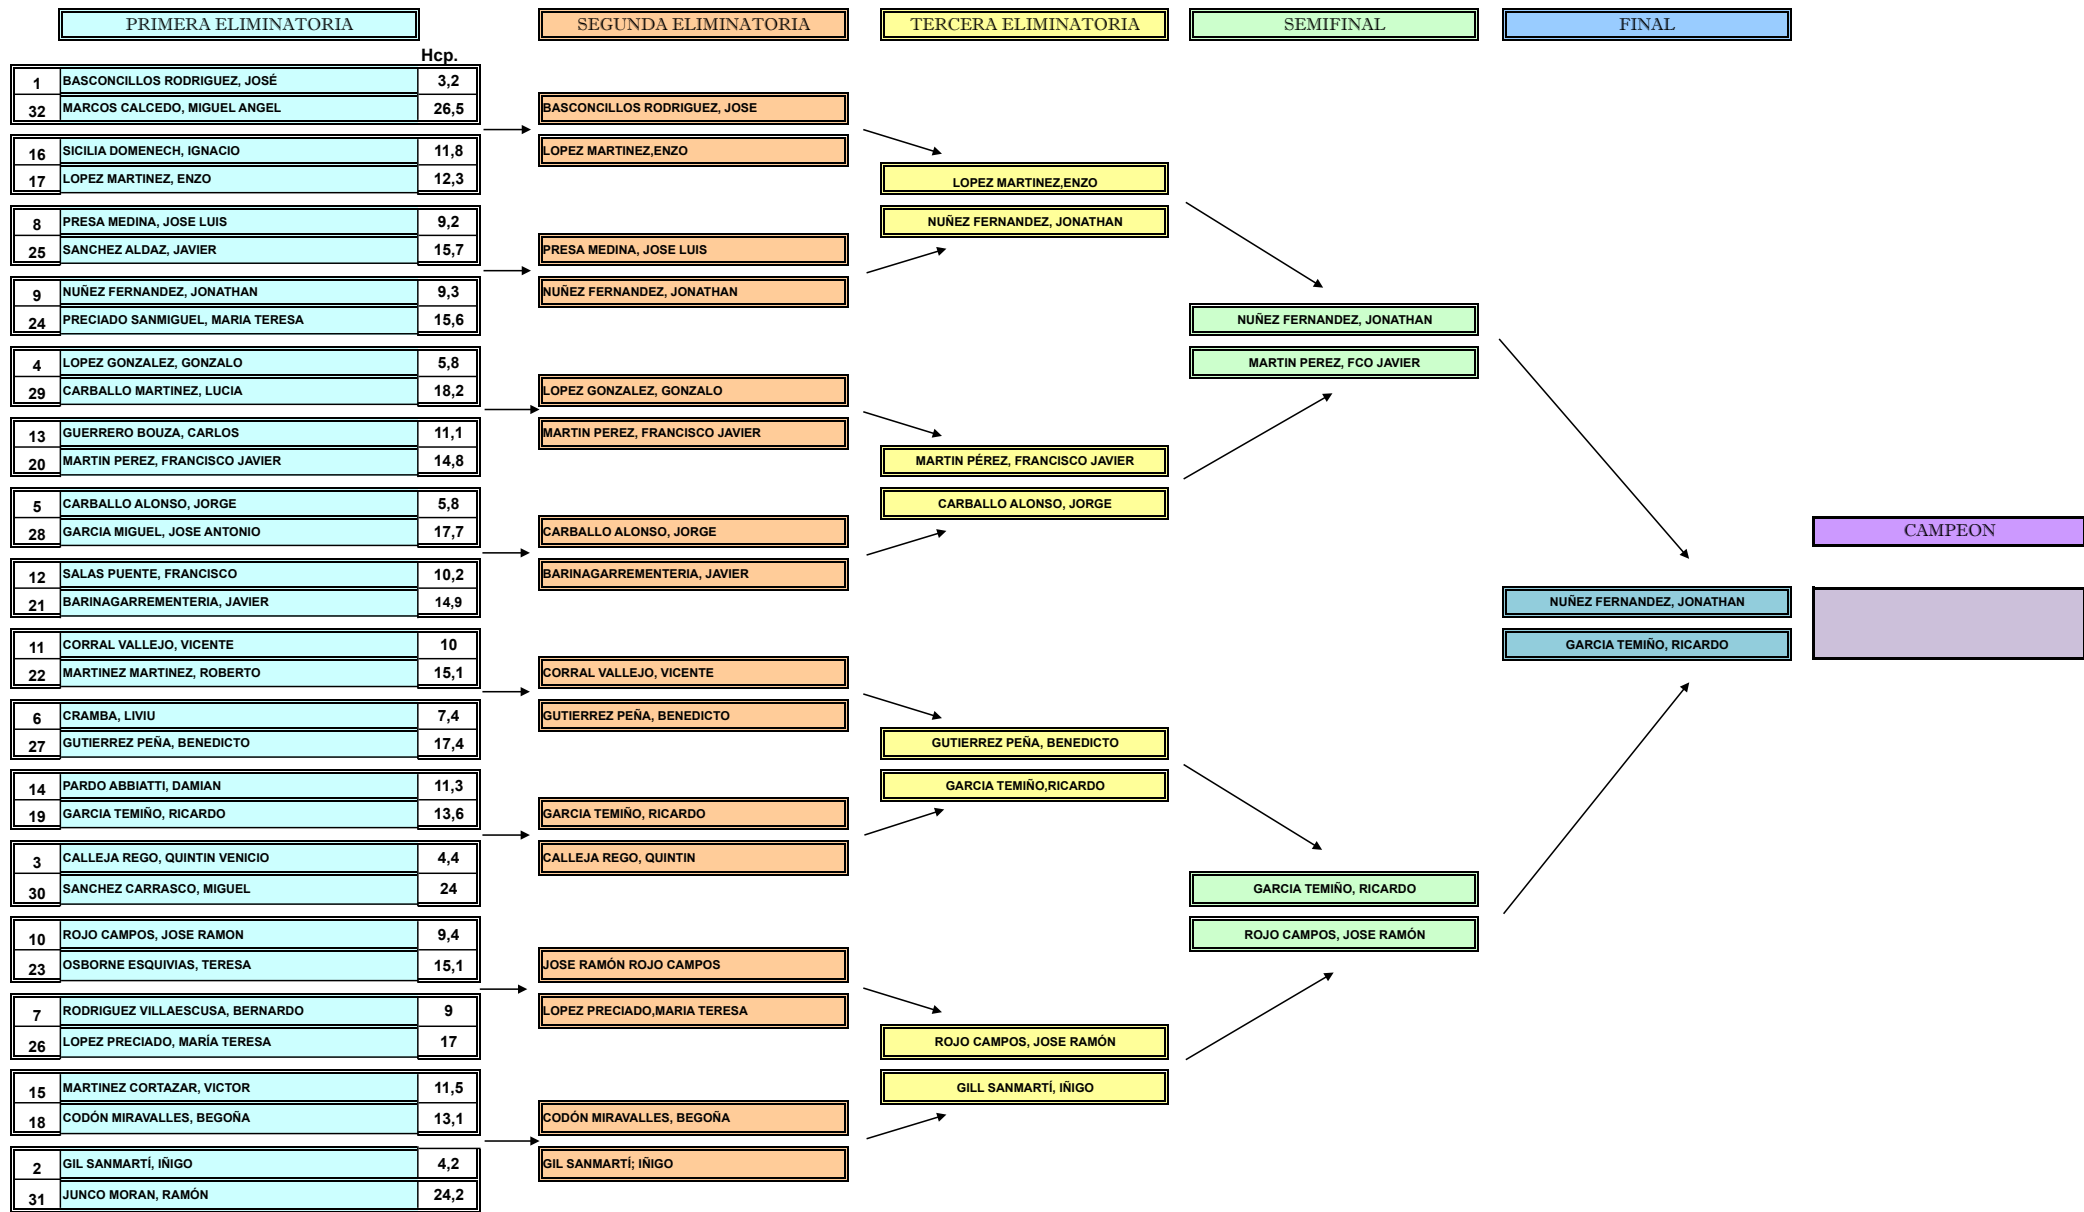 PRIMERA ELIMINATORIA
SEGUNDA ELIMINATORIA
TERCERA ELIMINATORIA
SEMIFINAL
FINAL
Hcp.
1 BASCONCILLOS RODRIGUEZ, JOSÉ 3,2
32 MARCOS CALCEDO, MIGUEL ANGEL 26,5
16 SICILIA DOMENECH, IGNACIO 11,8
17 LOPEZ MARTINEZ, ENZO 12,3
8 PRESA MEDINA, JOSE LUIS 9,2
25 SANCHEZ ALDAZ, JAVIER 15,7
9 NUÑEZ FERNANDEZ, JONATHAN 9,3
24 PRECIADO SANMIGUEL, MARIA TERESA 15,6
4 LOPEZ GONZALEZ, GONZALO 5,8
29 CARBALLO MARTINEZ, LUCIA 18,2
13 GUERRERO BOUZA, CARLOS 11,1
20 MARTIN PEREZ, FRANCISCO JAVIER 14,8
5 CARBALLO ALONSO, JORGE 5,8
28 GARCIA MIGUEL, JOSE ANTONIO 17,7
12 SALAS PUENTE, FRANCISCO 10,2
21 BARINAGARREMENTERIA, JAVIER 14,9
11 CORRAL VALLEJO, VICENTE 10
22 MARTINEZ MARTINEZ, ROBERTO 15,1
6 CRAMBA, LIVIU 7,4
27 GUTIERREZ PEÑA, BENEDICTO 17,4
14 PARDO ABBIATTI, DAMIAN 11,3
19 GARCIA TEMIÑO, RICARDO 13,6
3 CALLEJA REGO, QUINTIN VENICIO 4,4
30 SANCHEZ CARRASCO, MIGUEL 24
10 ROJO CAMPOS, JOSE RAMON 9,4
23 OSBORNE ESQUIVIAS, TERESA 15,1
7 RODRIGUEZ VILLAESCUSA, BERNARDO 9
26 LOPEZ PRECIADO, MARÍA TERESA 17
15 MARTINEZ CORTAZAR, VICTOR 11,5
18 CODÓN MIRAVALLES, BEGOÑA 13,1
2 GIL SANMARTÍ, IÑIGO 4,2
31 JUNCO MORAN, RAMÓN 24,2
BASCONCILLOS RODRIGUEZ, JOSE
LOPEZ MARTINEZ,ENZO
PRESA MEDINA, JOSE LUIS
NUÑEZ FERNANDEZ, JONATHAN
LOPEZ GONZALEZ, GONZALO
MARTIN PEREZ, FRANCISCO JAVIER
CARBALLO ALONSO, JORGE
BARINAGARREMENTERIA, JAVIER
CORRAL VALLEJO, VICENTE
GUTIERREZ PEÑA, BENEDICTO
GARCIA TEMIÑO, RICARDO
CALLEJA REGO, QUINTIN
JOSE RAMÓN ROJO CAMPOS
LOPEZ PRECIADO,MARIA TERESA
CODÓN MIRAVALLES, BEGOÑA
GIL SANMARTÍ; IÑIGO
LOPEZ MARTINEZ,ENZO
NUÑEZ FERNANDEZ, JONATHAN
MARTIN PÉREZ, FRANCISCO JAVIER
CARBALLO ALONSO, JORGE
GUTIERREZ PEÑA, BENEDICTO
GARCIA TEMIÑO,RICARDO
ROJO CAMPOS, JOSE RAMÓN
GILL SANMARTÍ, IÑIGO
NUÑEZ FERNANDEZ, JONATHAN
MARTIN PEREZ, FCO JAVIER
GARCIA TEMIÑO, RICARDO
ROJO CAMPOS, JOSE RAMÓN
NUÑEZ FERNANDEZ, JONATHAN
GARCIA TEMIÑO, RICARDO
CAMPEON